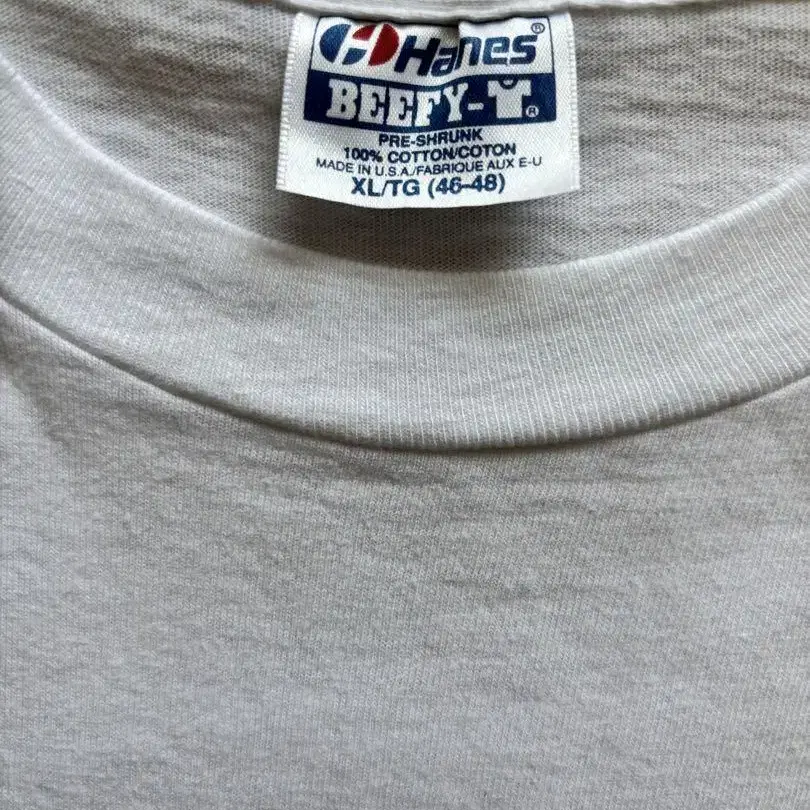 Hanes®
BEEFY-T®
PRE-SHRUNK
100% COTTON/COTON
MADE IN U.S.A./FABRIQUE AUX E-U
XL/TG (46-48)